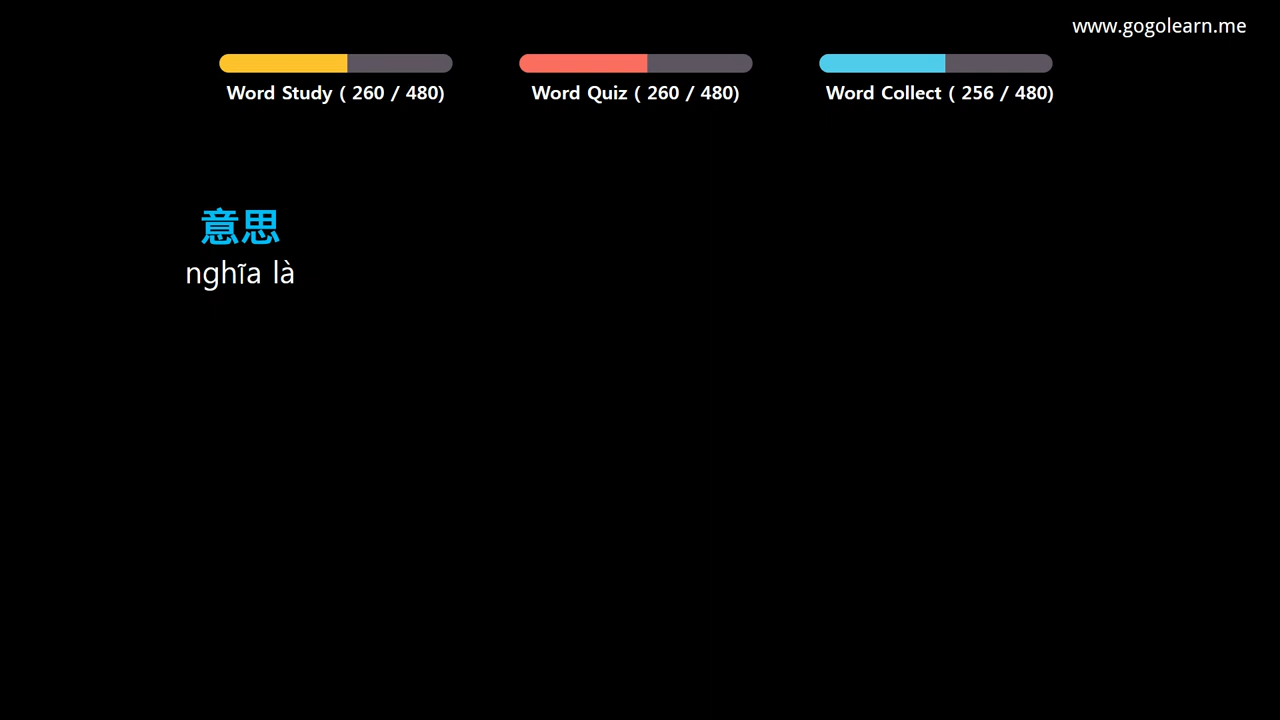 www.gogolearn.me
Word Study ( 260 / 480)
Word Quiz ( 260 / 480)
Word Collect ( 256 / 480)
意思
nghĩa là